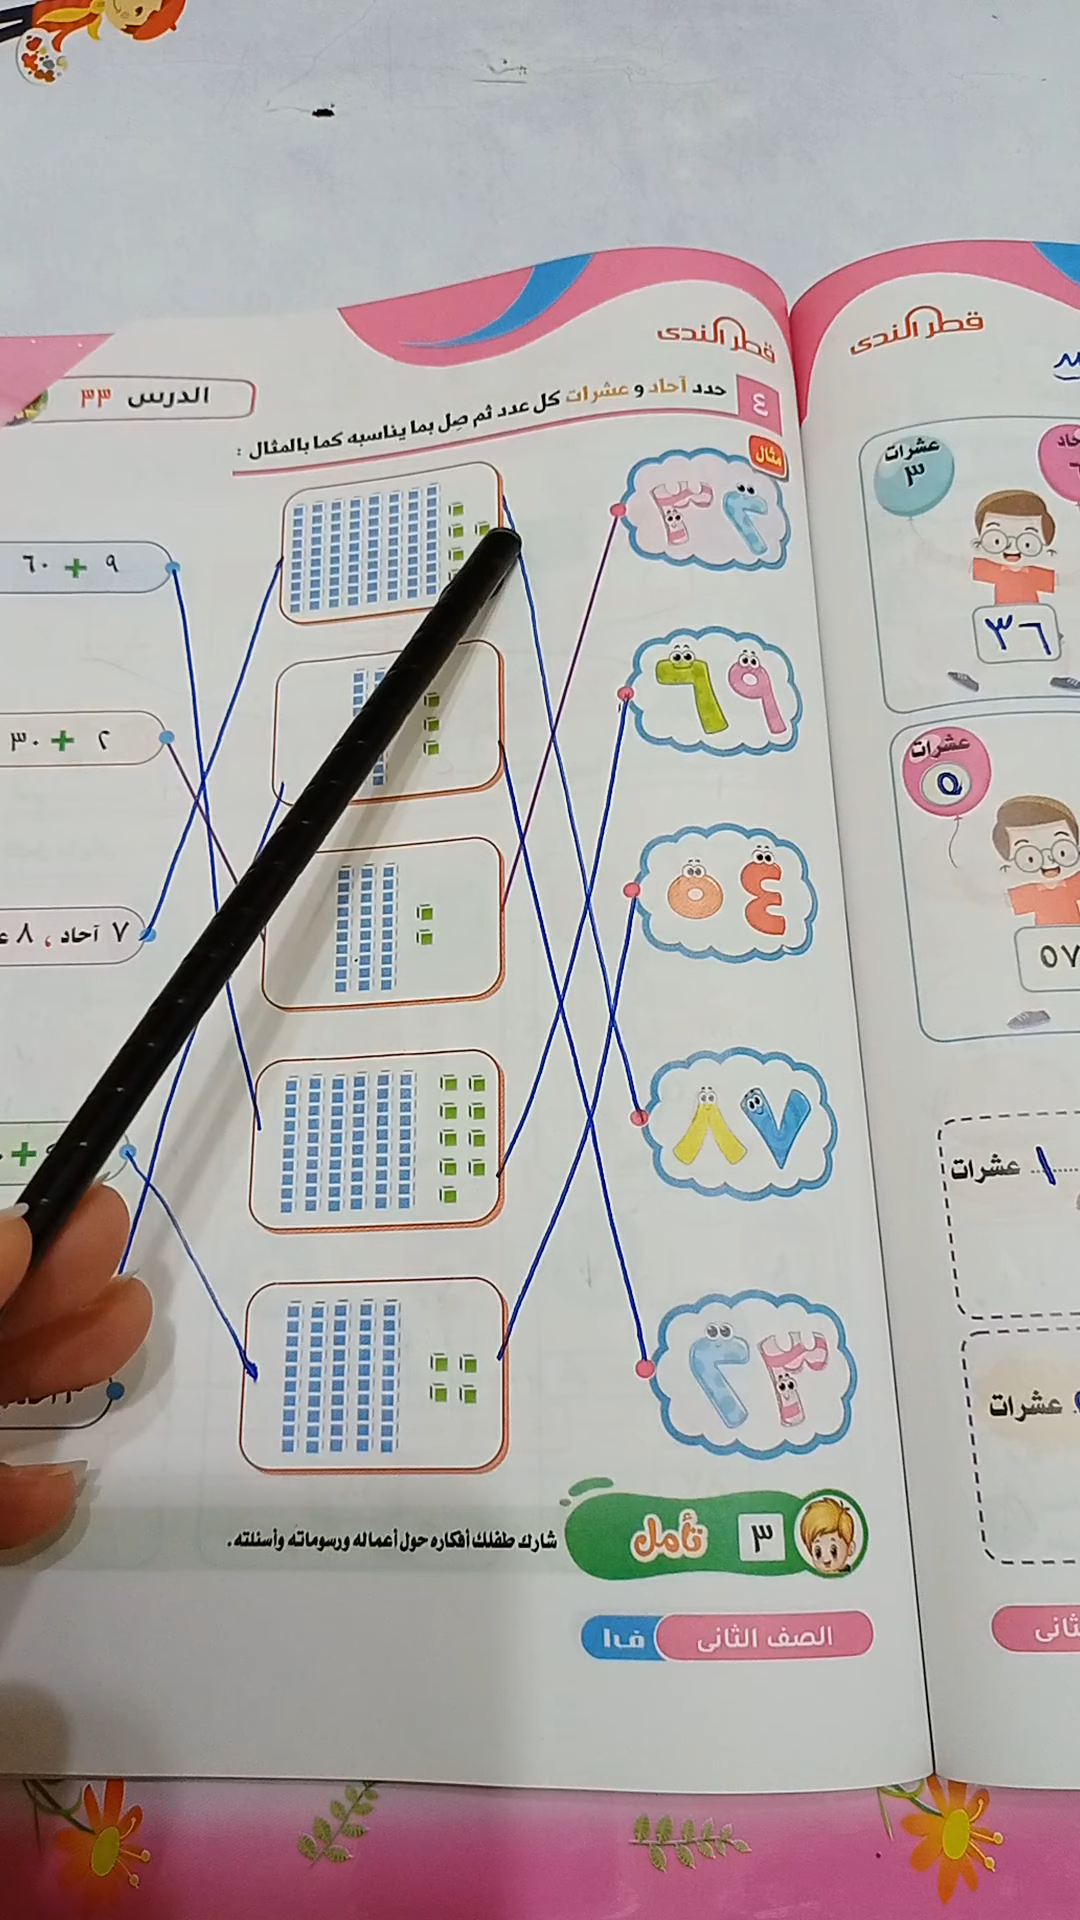 قطر الندى
قطر الندى
الدرس ٣٣
٤ حدد آحاد و عشرات كل عدد ثم صِل بما يناسبه كما بالمثال :
مثال
٣٢
٦٩
٥٤
٨٧
٢٣
٩ + ٦٠
٢ + ٣٠
٧ آحاد ، ٨
+
عشرات
٣
٣٦
عشرات
٥
٥٧
١ عشرات
عشرات
٣ تأمل
شارك طفلك أفكاره حول أعماله ورسوماته وأسئلته .
الصف الثانى ف١